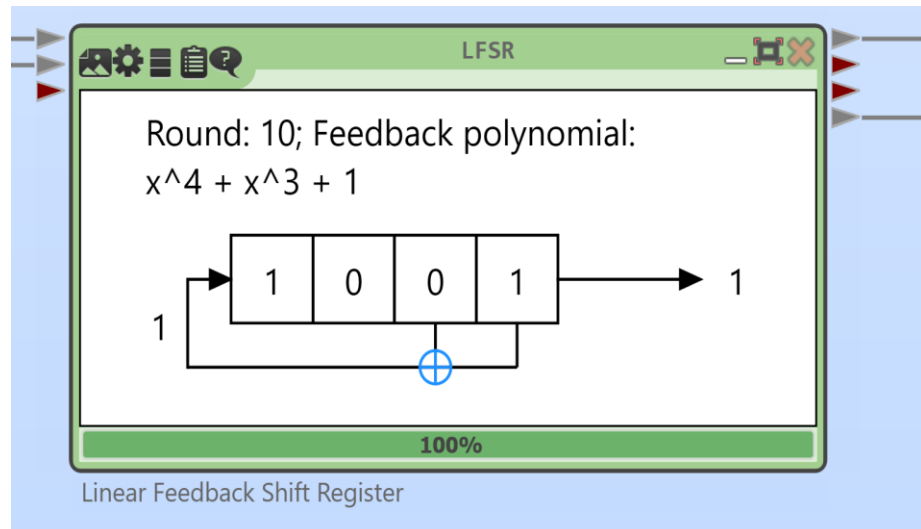 LFSR
Round: 10; Feedback polynomial:
x^4 + x^3 + 1
1 0 0 1 1
1
100%
Linear Feedback Shift Register